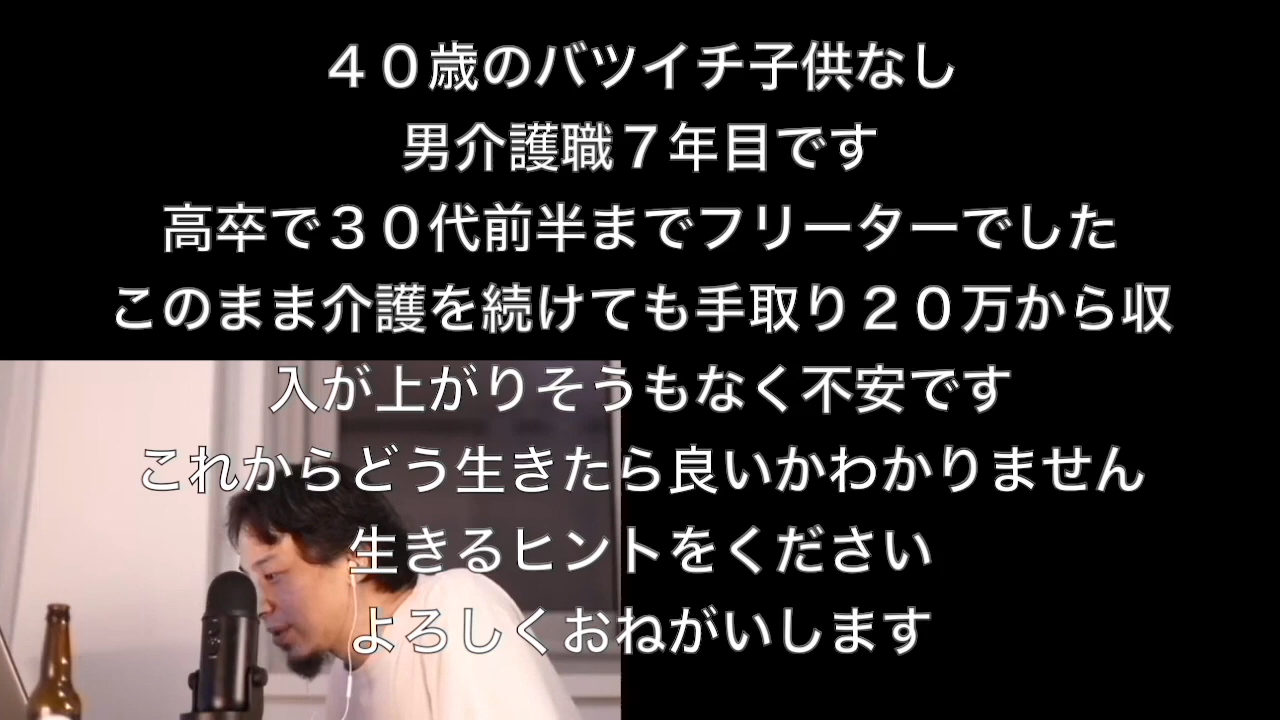 ４０歳のバツイチ子供なし
男介護職７年目です
高卒で３０代前半までフリーターでした
このまま介護を続けても手取り２０万から収
入が上がりそうもなく不安です
これからどう生きたら良いかわかりません
生きるヒントをください
よろしくおねがいします